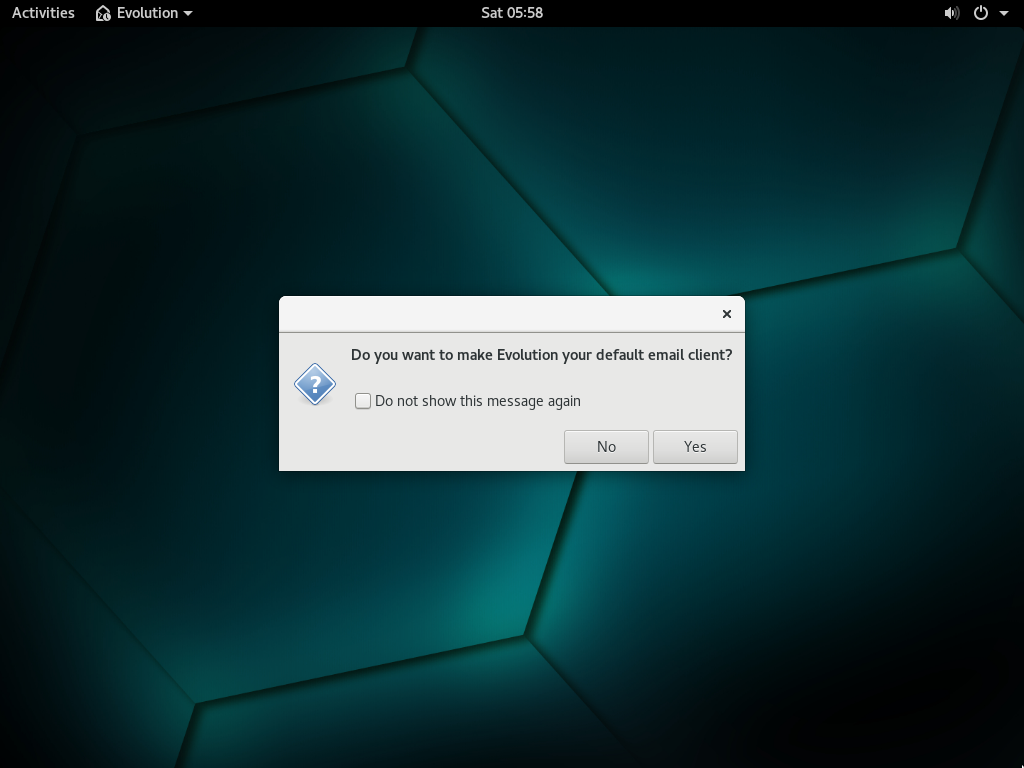 Activities Evolution Sat 05:58
Do you want to make Evolution your default email client?
?
Do not show this message again
No Yes